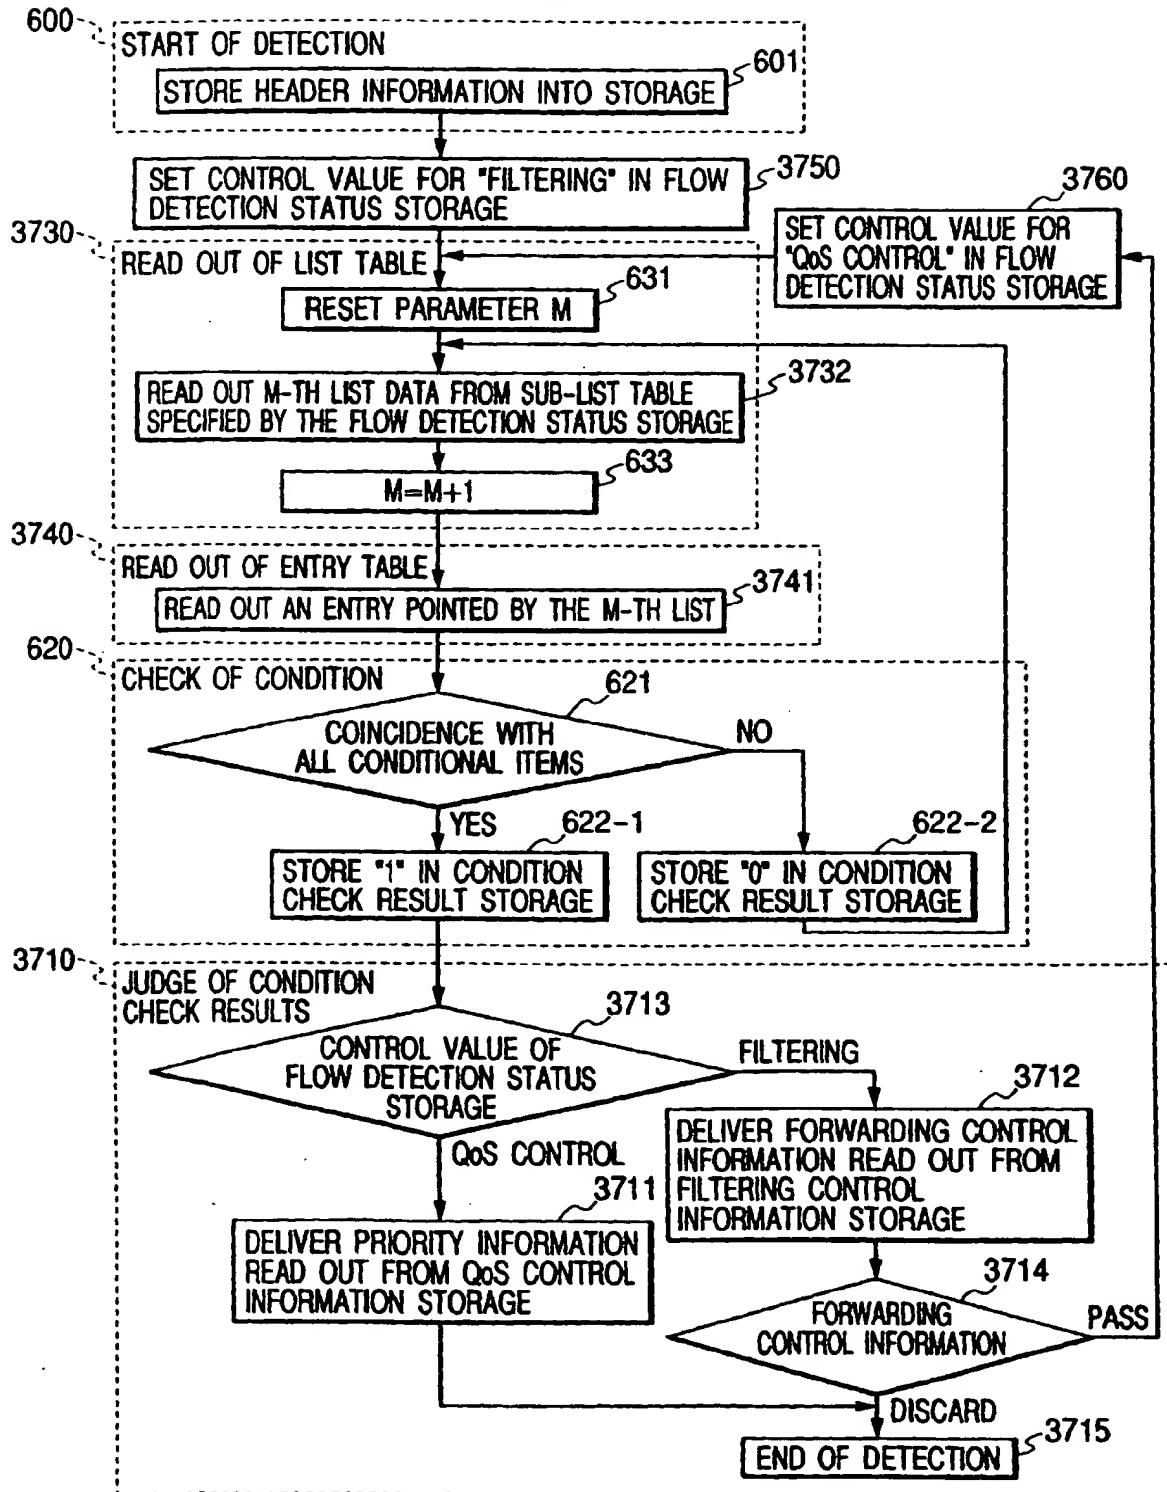 600
START OF DETECTION
601
STORE HEADER INFORMATION INTO STORAGE
3750
SET CONTROL VALUE FOR "FILTERING" IN FLOW
DETECTION STATUS STORAGE
3760
SET CONTROL VALUE FOR
"QoS CONTROL" IN FLOW
DETECTION STATUS STORAGE
3730
READ OUT OF LIST TABLE
631
RESET PARAMETER M
3732
READ OUT M-TH LIST DATA FROM SUB-LIST TABLE
SPECIFIED BY THE FLOW DETECTION STATUS STORAGE
633
M=M+1
3740
READ OUT OF ENTRY TABLE
3741
READ OUT AN ENTRY POINTED BY THE M-TH LIST
620
CHECK OF CONDITION
621
COINCIDENCE WITH
ALL CONDITIONAL ITEMS
NO
YES
622-1
622-2
STORE "1" IN CONDITION
CHECK RESULT STORAGE
STORE "0" IN CONDITION
CHECK RESULT STORAGE
3710
JUDGE OF CONDITION
CHECK RESULTS
3713
CONTROL VALUE OF
FLOW DETECTION STATUS
STORAGE
FILTERING
3712
DELIVER FORWARDING CONTROL
INFORMATION READ OUT FROM
FILTERING CONTROL
INFORMATION STORAGE
QoS CONTROL
3711
DELIVER PRIORITY INFORMATION
READ OUT FROM QoS CONTROL
INFORMATION STORAGE
3714
FORWARDING
CONTROL INFORMATION
PASS
DISCARD
3715
END OF DETECTION